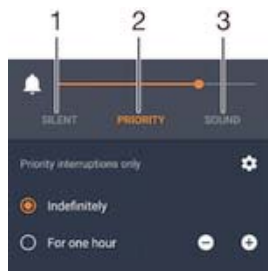 1 2 3
SILENT PRIORITY SOUND
Priority interruptions only
Indefinitely
For one hour